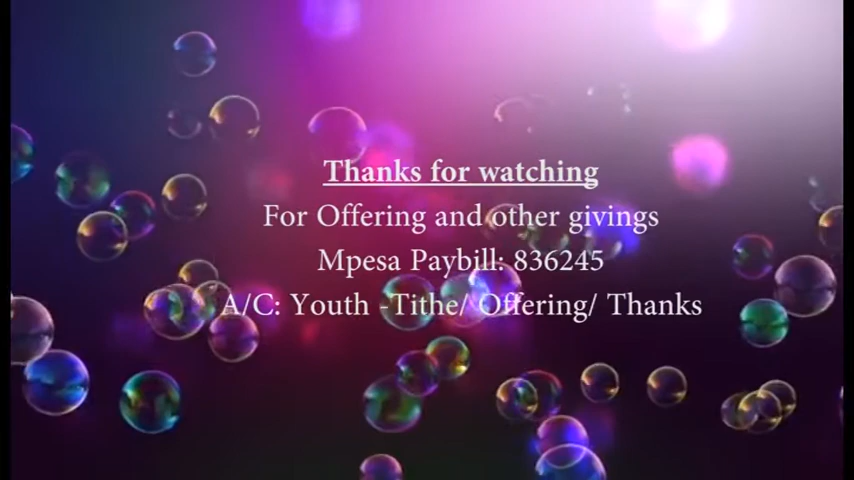 Thanks for watching
For Offering and other givings
Mpesa Paybill: 836245
A/C: Youth -Tithe/ Offering/ Thanks